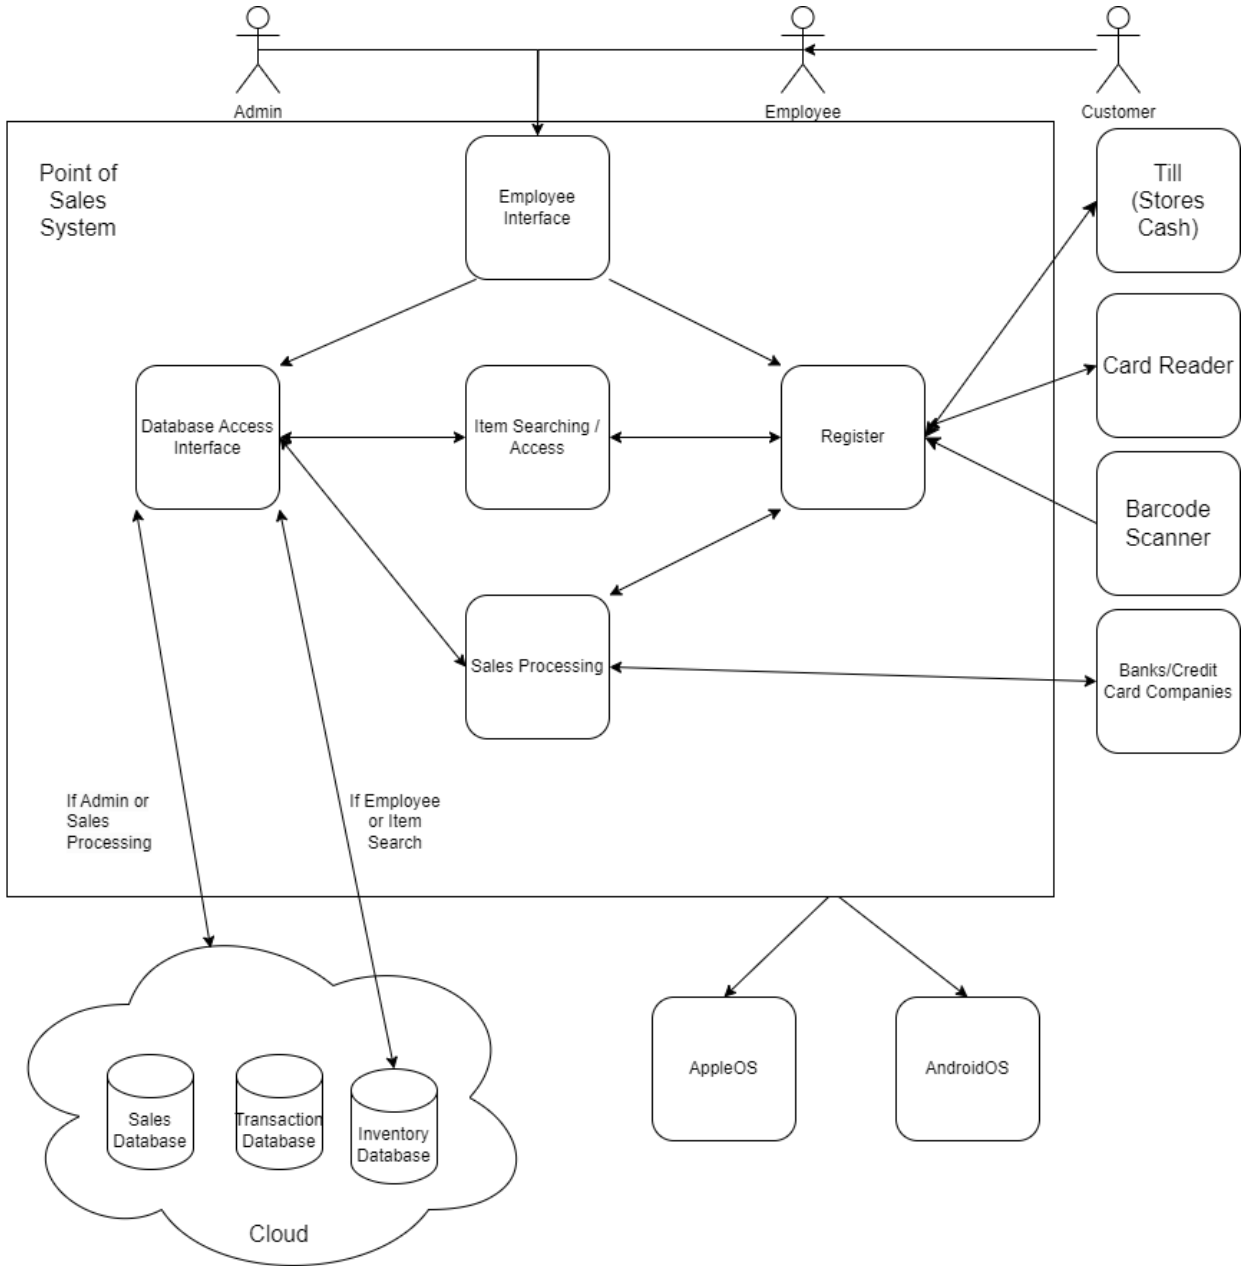 Admin
Employee
Customer
Point of
Sales
System
Employee
Interface
Till
(Stores
Cash)
Card Reader
Database Access
Interface
Item Searching /
Access
Register
Barcode
Scanner
Sales Processing
Banks/Credit
Card Companies
If Admin or
Sales
Processing
If Employee
or Item
Search
AppleOS
AndroidOS
Sales
Database
Transaction
Database
Inventory
Database
Cloud